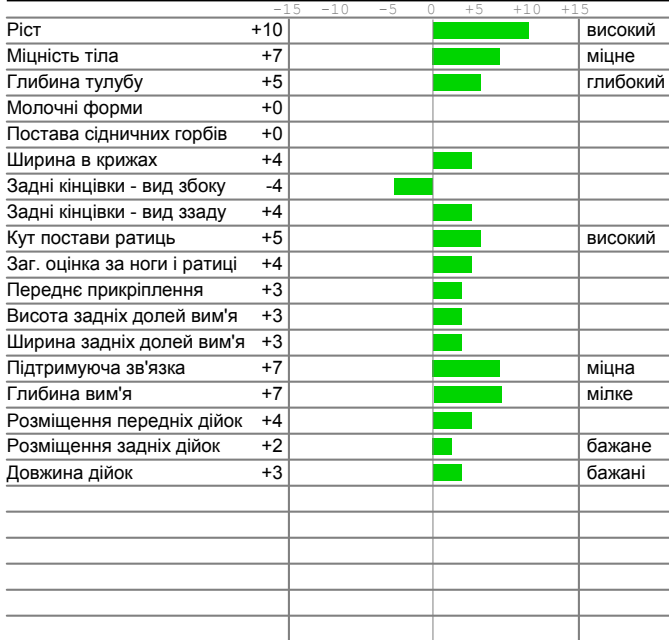 -15 -10 -5 0 +5 +10 +15
Ріст +10 високий
Міцність тіла +7 міцне
Глибина тулубу +5 глибокий
Молочні форми +0
Постава сідничних горбів +0
Ширина в крижах +4
Задні кінцівки - вид збоку -4
Задні кінцівки - вид ззаду +4
Кут постави ратиць +5 високий
Заг. оцінка за ноги і ратиці +4
Переднє прикріплення +3
Висота задніх долей вим'я +3
Ширина задніх долей вим'я +3
Підтримуюча зв'язка +7 міцна
Глибина вим'я +7 мілке
Розміщення передніх дійок +4
Розміщення задніх дійок +2 бажане
Довжина дійок +3 бажані